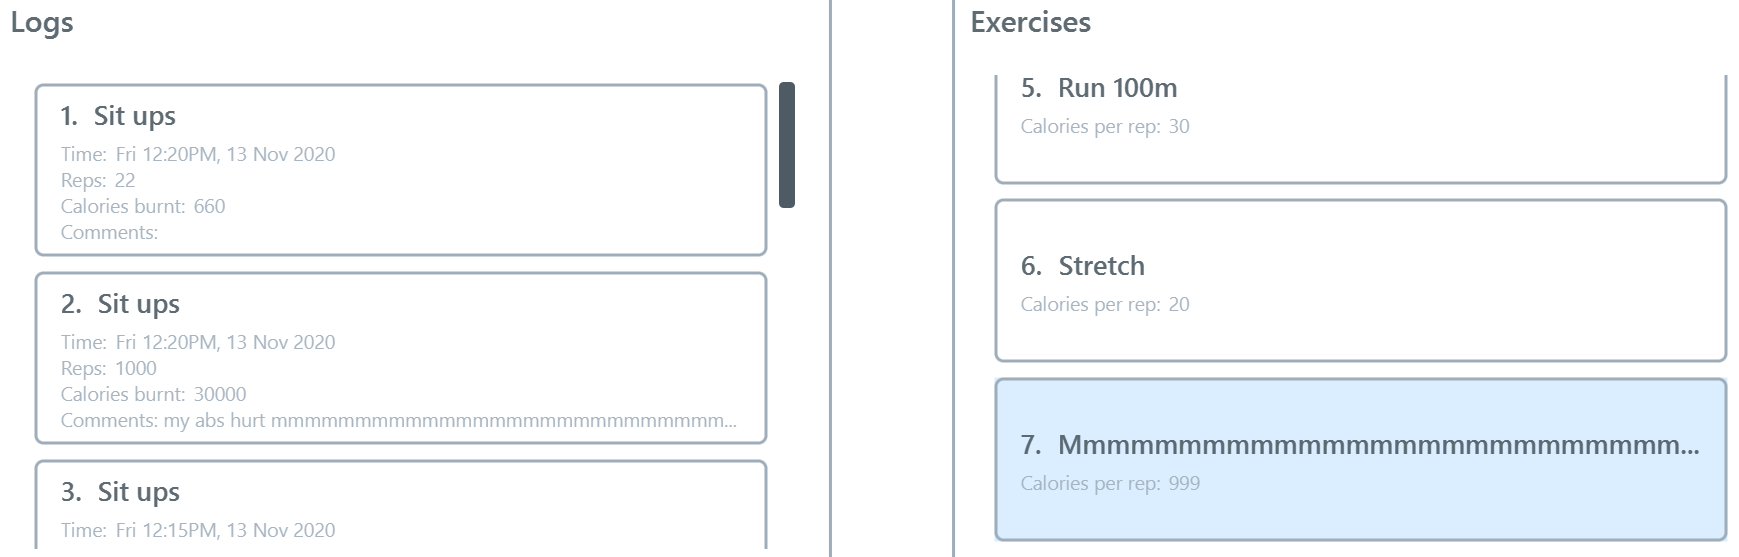 Logs
1. Sit ups
Time: Fri 12:20PM, 13 Nov 2020
Reps: 22
Calories burnt: 660
Comments:
2. Sit ups
Time: Fri 12:20PM, 13 Nov 2020
Reps: 1000
Calories burnt: 30000
Comments: my abs hurt mmmmmmmmmmmmmmmmmmmmmmmmmmm...
3. Sit ups
Time: Fri 12:15PM, 13 Nov 2020
Exercises
5. Run 100m
Calories per rep: 30
6. Stretch
Calories per rep: 20
7. Mmmmmmmmmmmmmmmmmmmmmmmmmm...
Calories per rep: 999